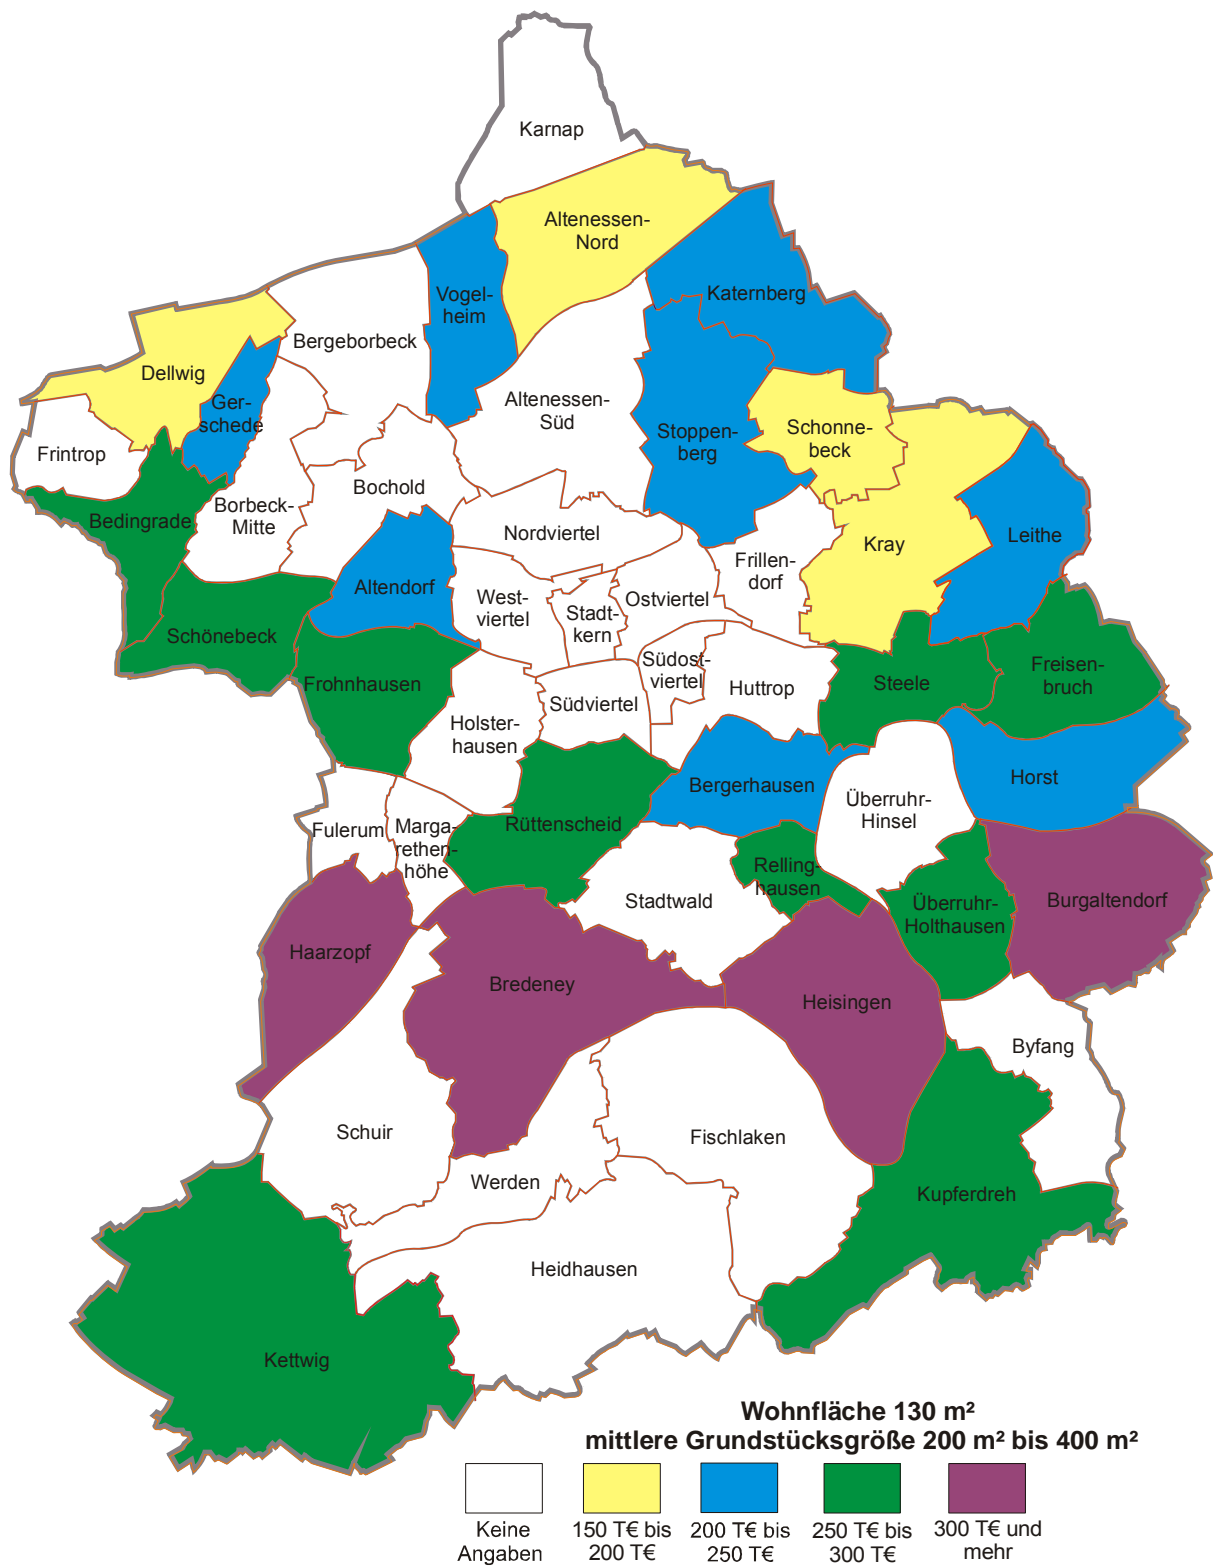 Karnap
Altenessen-
Nord
Vogel-
heim
Katernberg
Bergeborbeck
Dellwig
Ger-
schede
Altenessen-
Süd
Stoppen-
berg
Schonne-
beck
Frintrop
Bedingrade
Borbeck-
Mitte
Bochold
Nordviertel
Kray
Leithe
Frillen-
dorf
Altendorf
West-
viertel
Stadt-
kern
Ostviertel
Schönebeck
Frohnhausen
Südost-
viertel
Huttrop
Steele
Freisen-
bruch
Holster-
hausen
Südviertel
Bergerhausen
Horst
Überruhr-
Hinsel
Fulerum
Marga-
rethen-
höhe
Rüttenscheid
Relling-
hausen
Stadtwald
Überruhr-
Holthausen
Burgaltendorf
Haarzopf
Bredeney
Heisingen
Byfang
Schuir
Fischlaken
Werden
Kupferdreh
Heidhausen
Kettwig
Wohnfläche 130 m²
mittlere Grundstücksgröße 200 m² bis 400 m²
Keine
Angaben
150 T€ bis
200 T€
200 T€ bis
250 T€
250 T€ bis
300 T€
300 T€ und
mehr